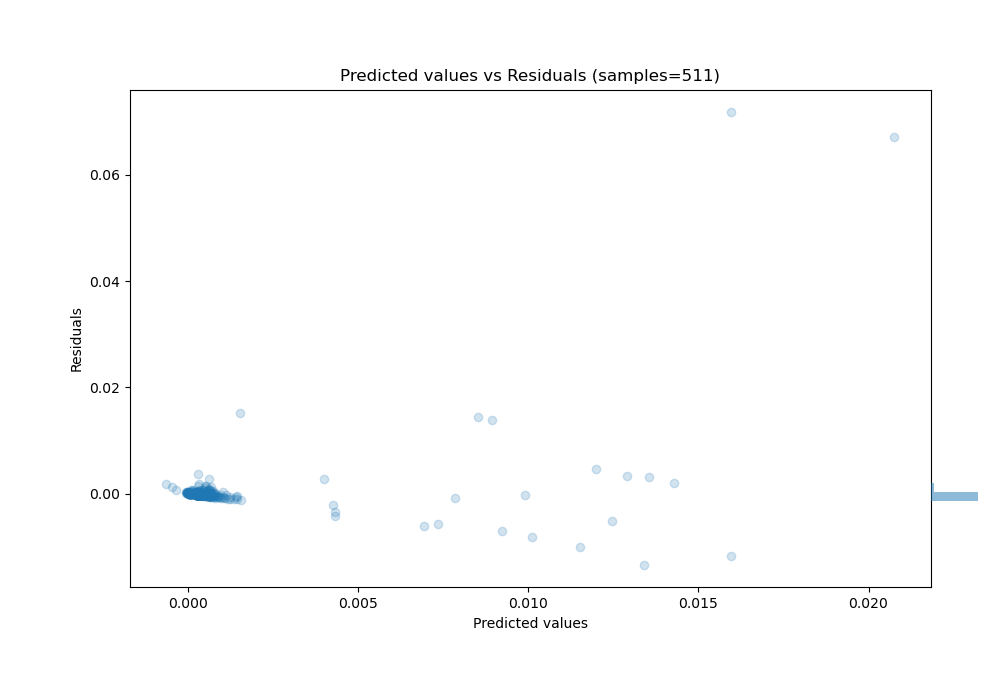 Predicted values vs Residuals (samples=511)
0.06
0.04
0.02
0.00
Residuals
0.000 0.005 0.010 0.015 0.020
Predicted values